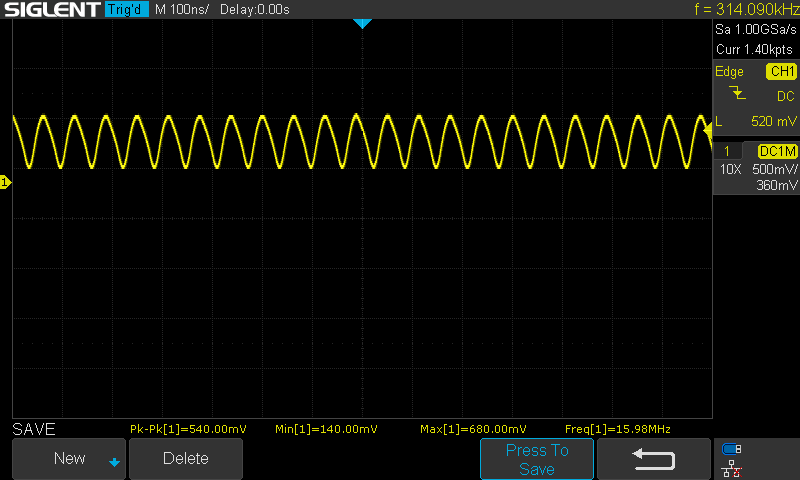 SIGLENT Trig'd M 100ns/ Delay:0.00s f = 314.090kHz
Sa 1.00GSa/s
Curr 1.40kpts
Edge CH1
DC
L 520 mV
1 DC1M
10X 500mV/
360mV
1
SAVE Pk-Pk[1]=540.00mV Min[1]=140.00mV Max[1]=680.00mV Freq[1]=15.98MHz
New Delete Press To
Save